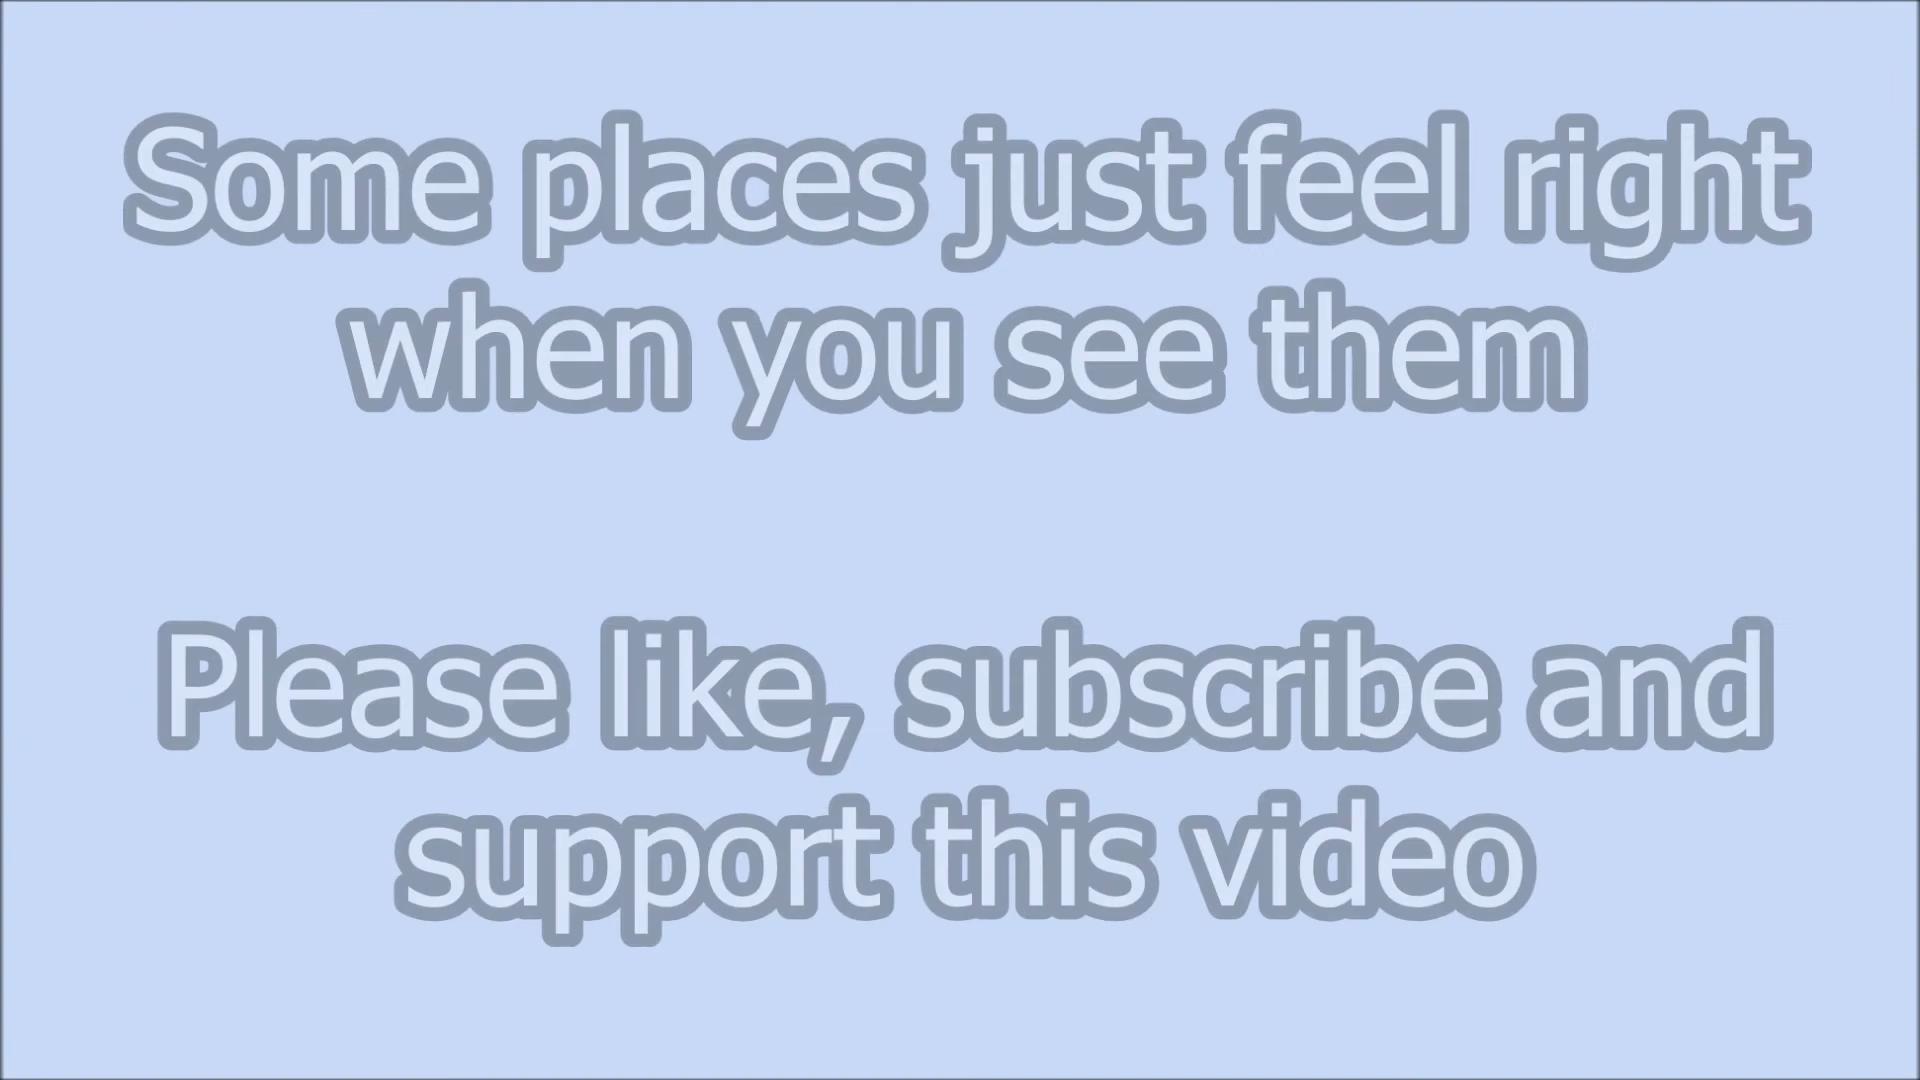 Some places just feel right
when you see them
Please like, subscribe and
support this video